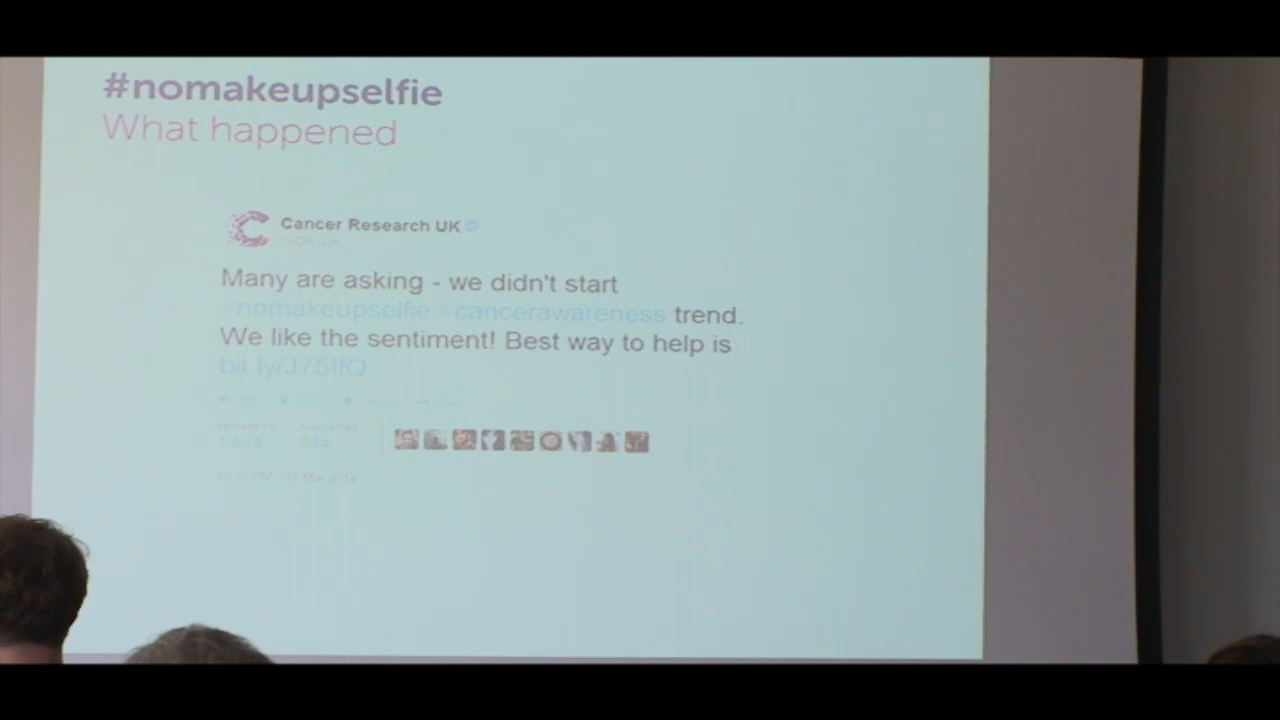 #nomakeupselfie
What happened
Cancer Research UK
Many are asking - we didn't start
#nomakeupselfie #cancerawareness trend.
We like the sentiment! Best way to help is
244